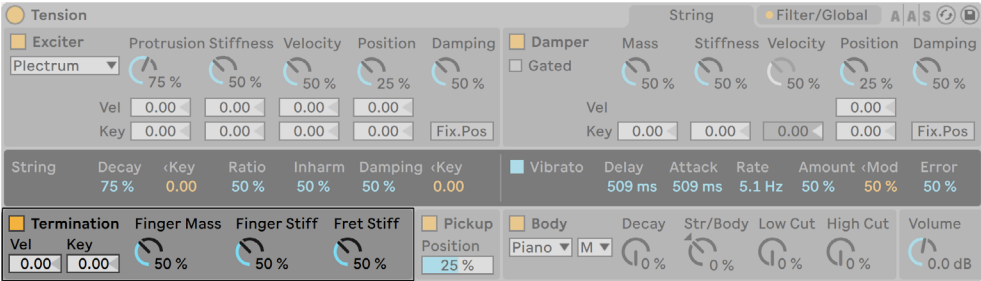 Tension String Filter/Global A A S
Exciter Protrusion Stiffness Velocity Position Damping
Plectrum 75 % 50 % 50 % 25 % 50 %
Vel 0.00 0.00 0.00 0.00
Key 0.00 0.00 0.00 0.00 Fix.Pos
Damper Mass Stiffness Velocity Position Damping
Gated 50 % 50 % 50 % 25 % 50 %
Vel 0.00
Key 0.00 0.00 0.00 0.00 Fix.Pos
String Decay <Key Ratio Inharm Damping <Key
75 % 0.00 50 % 50 % 50 % 0.00
Vibrato Delay Attack Rate Amount <Mod Error
509 ms 509 ms 5.1 Hz 50 % 50 % 50 %
Termination Finger Mass Finger Stiff Fret Stiff
Vel Key
0.00 0.00 50 % 50 % 50 %
Pickup
Position
25 %
Body Decay Str/Body Low Cut High Cut
Piano M 0 % 0 % 0 % 0 %
Volume
0.0 dB